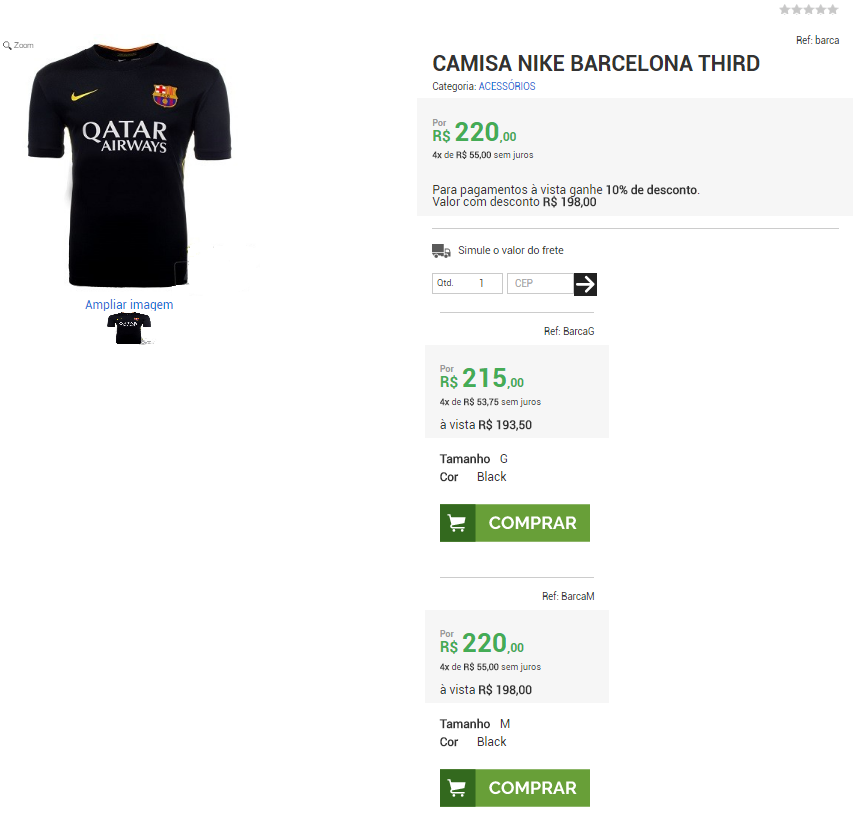 Zoom
QATAR
AIRWAYS
Ampliar imagem
QATAR
Ref: barca
CAMISA NIKE BARCELONA THIRD
Categoria: ACESSÓRIOS
Por
R$ 220,00
4x de R$ 55,00 sem juros
Para pagamentos à vista ganhe 10% de desconto.
Valor com desconto R$ 198,00
Simule o valor do frete
Qtd. 1 CEP
Ref: BarcaG
Por
R$ 215,00
4x de R$ 53,75 sem juros
à vista R$ 193,50
Tamanho G
Cor Black
COMPRAR
Ref: BarcaM
Por
R$ 220,00
4x de R$ 55,00 sem juros
à vista R$ 198,00
Tamanho M
Cor Black
COMPRAR